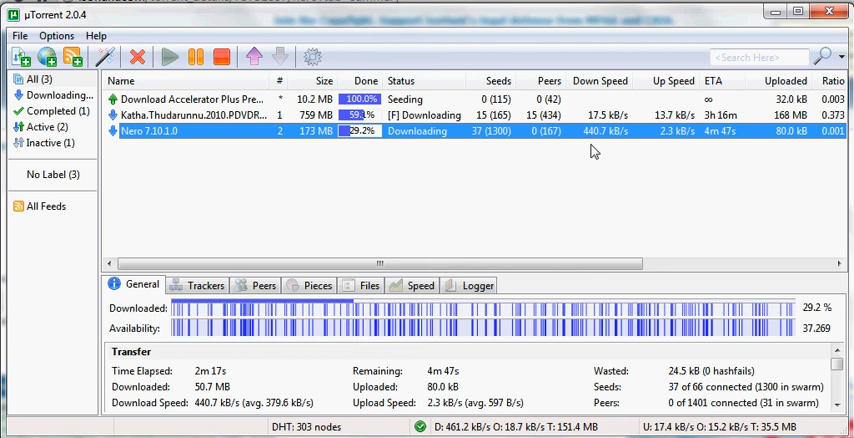 µTorrent 2.0.4
File Options Help
<Search Here>
All (3)
Downloading...
Completed (1)
Active (2)
Inactive (1)
No Label (3)
All Feeds
Name # Size Done Status Seeds Peers Down Speed Up Speed ETA Uploaded Ratio
Download Accelerator Plus Pre... * 10.2 MB 100.0% Seeding 0 (115) 0 (42) ∞ 32.0 kB 0.003
Katha.Thudarunnu.2010.PDVDR... 1 759 MB 59.1% [F] Downloading 15 (165) 15 (434) 17.5 kB/s 13.7 kB/s 3h 16m 168 MB 0.373
Nero 7.10.1.0 2 173 MB 29.2% Downloading 37 (1300) 0 (167) 440.7 kB/s 2.3 kB/s 4m 47s 80.0 kB 0.001
General Trackers Peers Pieces Files Speed Logger
Downloaded: 29.2 %
Availability: 37.269
Transfer
Time Elapsed: 2m 17s Remaining: 4m 47s Wasted: 24.5 kB (0 hashfails)
Downloaded: 50.7 MB Uploaded: 80.0 kB Seeds: 37 of 66 connected (1300 in swarm)
Download Speed: 440.7 kB/s (avg. 379.6 kB/s) Upload Speed: 2.3 kB/s (avg. 597 B/s) Peers: 0 of 1401 connected (31 in swarm)
DHT: 303 nodes D: 461.2 kB/s O: 18.7 kB/s T: 151.4 MB U: 17.4 kB/s O: 15.2 kB/s T: 35.5 MB